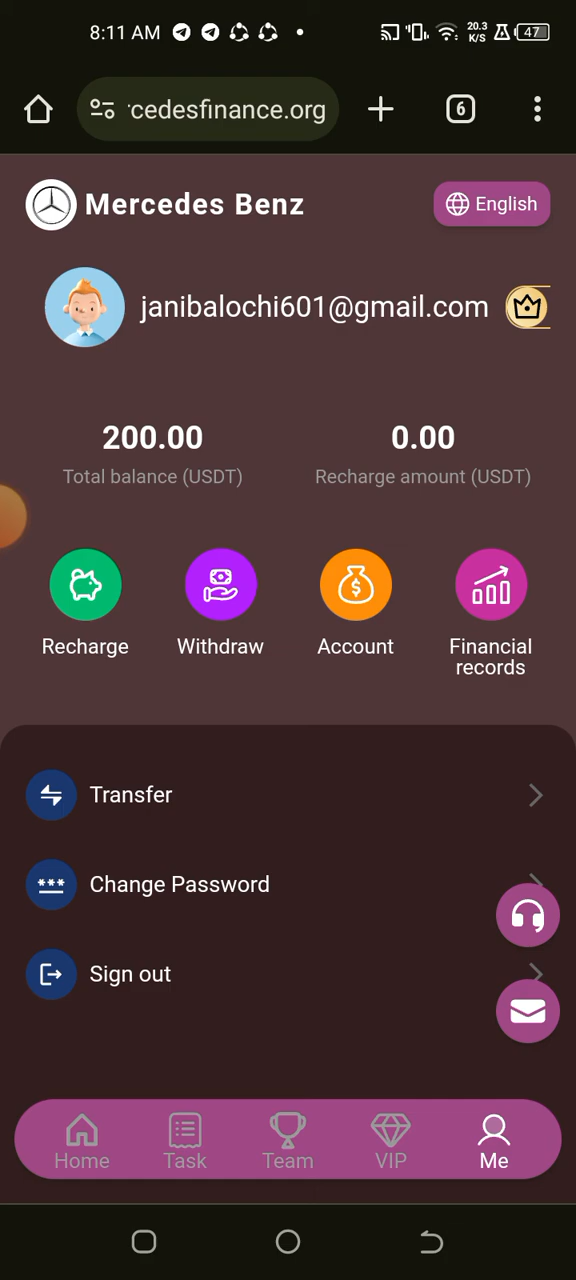 8:11 AM
20.3
K/S
47
cedesfinance.org
6
Mercedes Benz
English
janibalochi601@gmail.com
200.00
0.00
Total balance (USDT)
Recharge amount (USDT)
Recharge
Withdraw
Account
Financial
records
Transfer
Change Password
Sign out
Home
Task
Team
VIP
Me